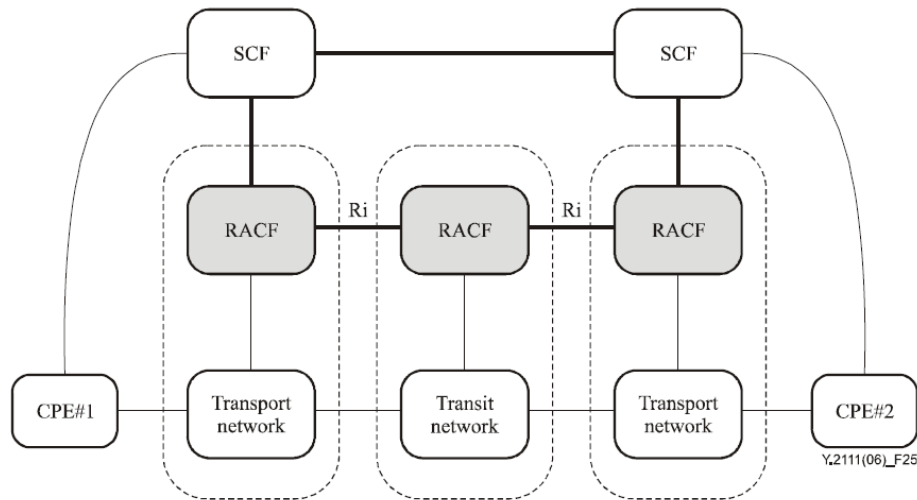 SCF
SCF
RACF
Ri
RACF
Ri
RACF
CPE#1
Transport
network
Transit
network
Transport
network
CPE#2
Y.2111(06)_F25